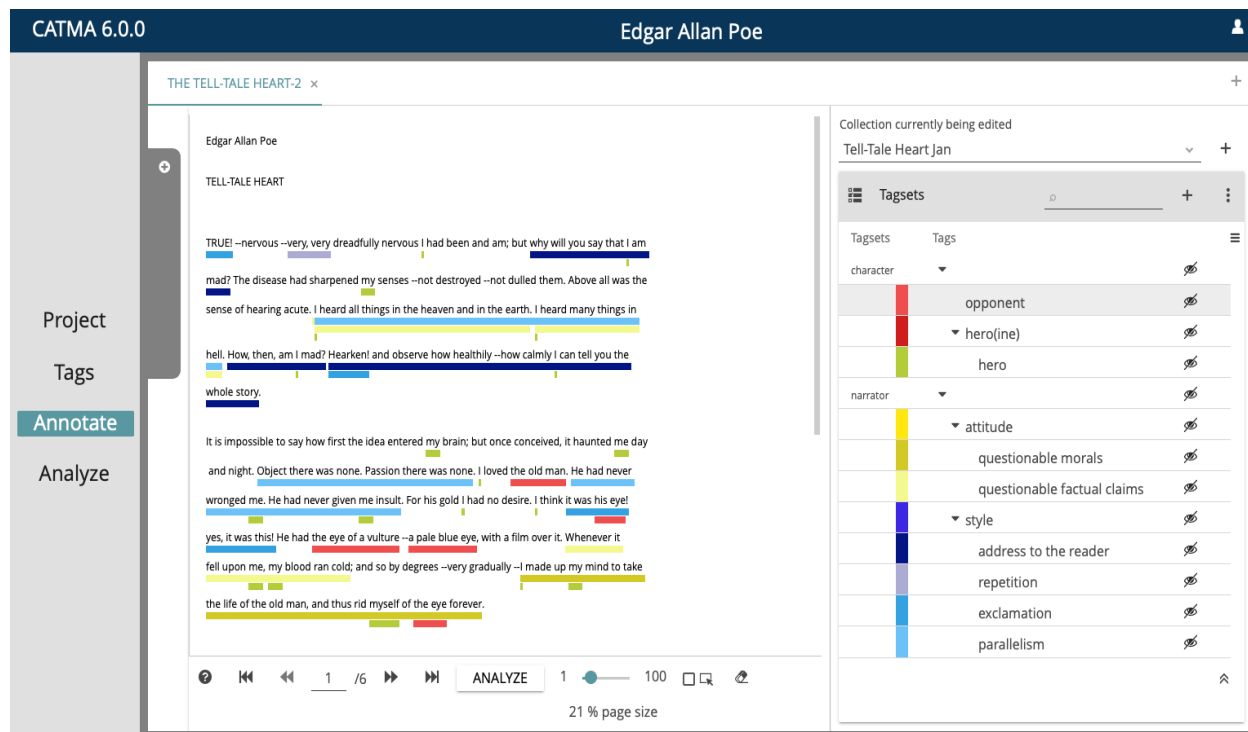 CATMA 6.0.0
Edgar Allan Poe
Project
Tags
Annotate
Analyze
THE TELL-TALE HEART-2 ×
Edgar Allan Poe
TELL-TALE HEART
TRUE! --nervous --very, very dreadfully nervous I had been and am; but why will you say that I am
mad? The disease had sharpened my senses --not destroyed --not dulled them. Above all was the
sense of hearing acute. I heard all things in the heaven and in the earth. I heard many things in
hell. How, then, am I mad? Hearken! and observe how healthily --how calmly I can tell you the
whole story.
It is impossible to say how first the idea entered my brain; but once conceived, it haunted me day
and night. Object there was none. Passion there was none. I loved the old man. He had never
wronged me. He had never given me insult. For his gold I had no desire. I think it was his eye!
yes, it was this! He had the eye of a vulture --a pale blue eye, with a film over it. Whenever it
fell upon me, my blood ran cold; and so by degrees --very gradually --I made up my mind to take
the life of the old man, and thus rid myself of the eye forever.
1 /6 ANALYZE 1 100
21 % page size
Collection currently being edited
Tell-Tale Heart Jan
Tagsets
Tagsets Tags
character
opponent
hero(ine)
hero
narrator
attitude
questionable morals
questionable factual claims
style
address to the reader
repetition
exclamation
parallelism